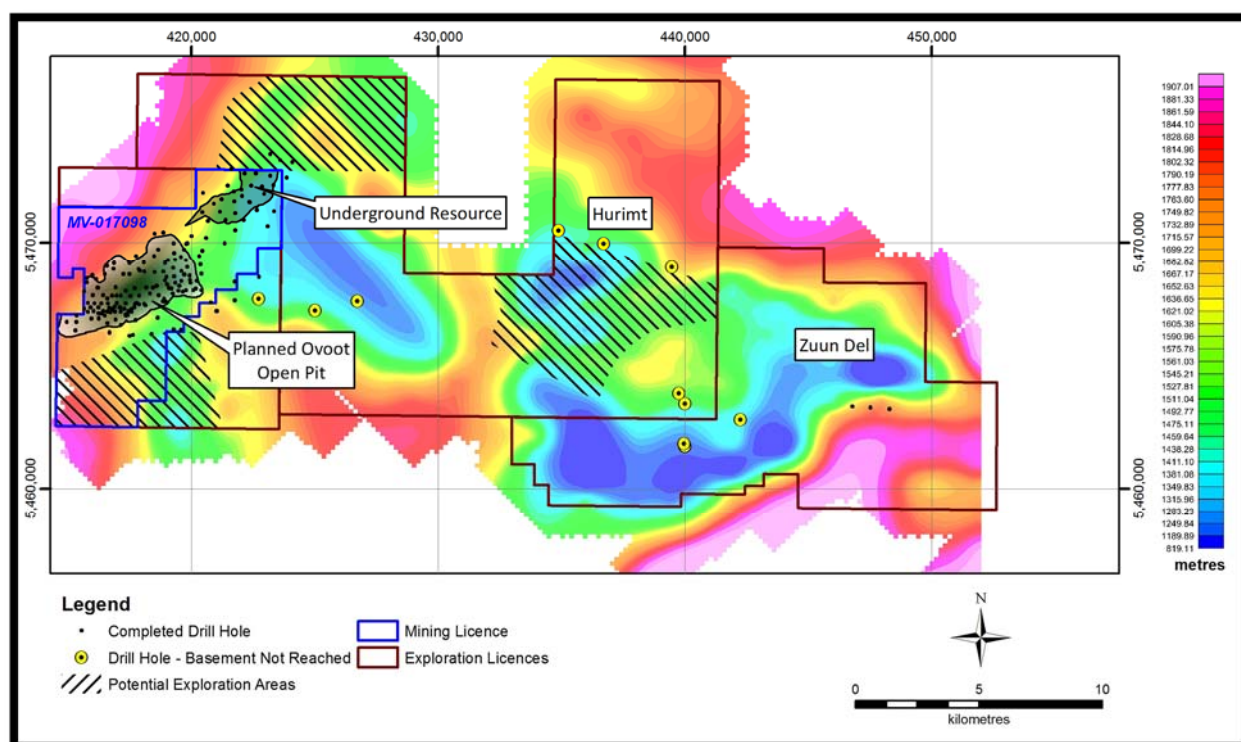 420,000
430,000
440,000
450,000
5,470,000
5,460,000
5,470,000
5,460,000
MV-017098
Underground Resource
Hurimt
Planned Ovoot
Open Pit
Zuun Del
1907.01
1881.33
1861.59
1844.10
1828.68
1814.96
1802.32
1790.19
1777.83
1763.60
1749.82
1732.89
1715.57
1699.22
1682.82
1667.17
1652.63
1636.65
1621.02
1605.38
1590.96
1575.78
1561.03
1545.21
1527.81
1511.04
1492.77
1475.11
1459.64
1438.28
1411.10
1381.08
1349.83
1315.96
1249.84
1189.89
819.11
metres
Legend
Completed Drill Hole
Drill Hole - Basement Not Reached
Potential Exploration Areas
Mining Licence
Exploration Licences
N
0 5 10
kilometres